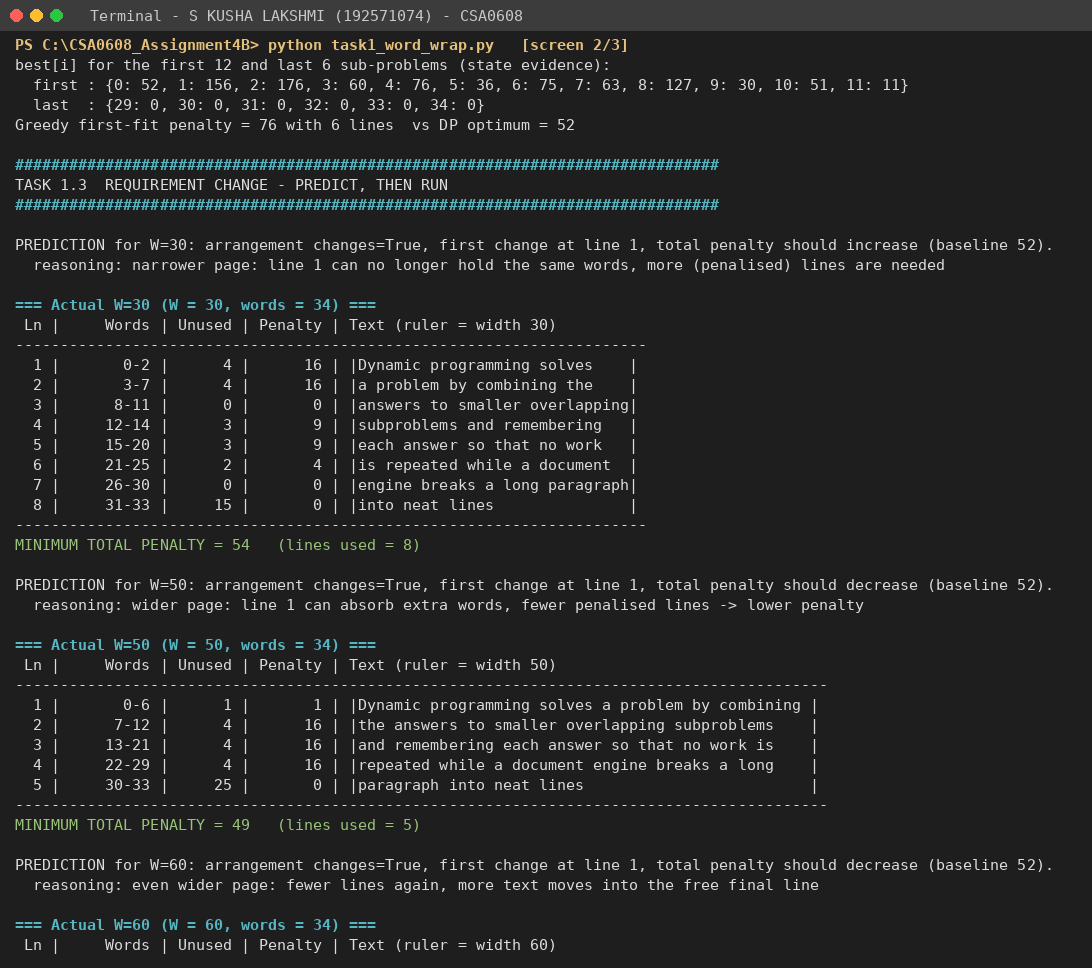 Terminal - S KUSHA LAKSHMI (192571074) - CSA0608
PS C:\CSA0608_Assignment4B> python task1_word_wrap.py   [screen 2/3]
best[i] for the first 12 and last 6 sub-problems (state evidence):
  first : {0: 52, 1: 156, 2: 176, 3: 60, 4: 76, 5: 36, 6: 75, 7: 63, 8: 127, 9: 30, 10: 51, 11: 11}
  last  : {29: 0, 30: 0, 31: 0, 32: 0, 33: 0, 34: 0}
Greedy first-fit penalty = 76 with 6 lines  vs DP optimum = 52
##############################################################################
TASK 1.3  REQUIREMENT CHANGE - PREDICT, THEN RUN
##############################################################################
PREDICTION for W=30: arrangement changes=True, first change at line 1, total penalty should increase (baseline 52).
  reasoning: narrower page: line 1 can no longer hold the same words, more (penalised) lines are needed
=== Actual W=30 (W = 30, words = 34) ===
 Ln |     Words | Unused | Penalty | Text (ruler = width 30)
----------------------------------------------------------------------
  1 |       0-2 |      4 |      16 | |Dynamic programming solves    |
  2 |       3-7 |      4 |      16 | |a problem by combining the    |
  3 |      8-11 |      0 |       0 | |answers to smaller overlapping|
  4 |     12-14 |      3 |       9 | |subproblems and remembering   |
  5 |     15-20 |      3 |       9 | |each answer so that no work   |
  6 |     21-25 |      2 |       4 | |is repeated while a document  |
  7 |     26-30 |      0 |       0 | |engine breaks a long paragraph|
  8 |     31-33 |     15 |       0 | |into neat lines               |
----------------------------------------------------------------------
MINIMUM TOTAL PENALTY = 54   (lines used = 8)
PREDICTION for W=50: arrangement changes=True, first change at line 1, total penalty should decrease (baseline 52).
  reasoning: wider page: line 1 can absorb extra words, fewer penalised lines -> lower penalty
=== Actual W=50 (W = 50, words = 34) ===
 Ln |     Words | Unused | Penalty | Text (ruler = width 50)
------------------------------------------------------------------------------------------
  1 |       0-6 |      1 |       1 | |Dynamic programming solves a problem by combining |
  2 |      7-12 |      4 |      16 | |the answers to smaller overlapping subproblems    |
  3 |     13-21 |      4 |      16 | |and remembering each answer so that no work is    |
  4 |     22-29 |      4 |      16 | |repeated while a document engine breaks a long    |
  5 |     30-33 |     25 |       0 | |paragraph into neat lines                         |
------------------------------------------------------------------------------------------
MINIMUM TOTAL PENALTY = 49   (lines used = 5)
PREDICTION for W=60: arrangement changes=True, first change at line 1, total penalty should decrease (baseline 52).
  reasoning: even wider page: fewer lines again, more text moves into the free final line
=== Actual W=60 (W = 60, words = 34) ===
 Ln |     Words | Unused | Penalty | Text (ruler = width 60)